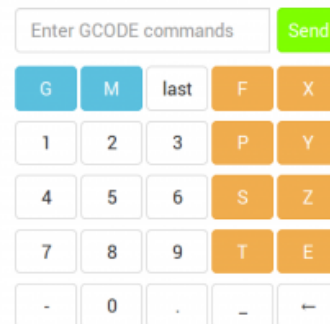 Enter GCODE commands Send
G M last F X
1 2 3 P Y
4 5 6 S Z
7 8 9 T E
- 0 . _ ←